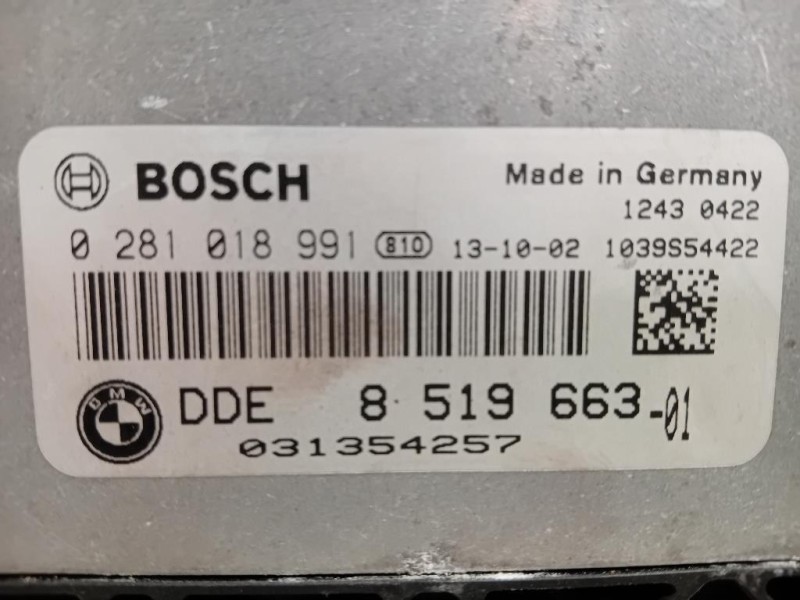 BOSCH
Made in Germany
1243 0422
0 281 018 991 810 13-10-02 1039S54422
BMW DDE 8 519 663-01
031354257